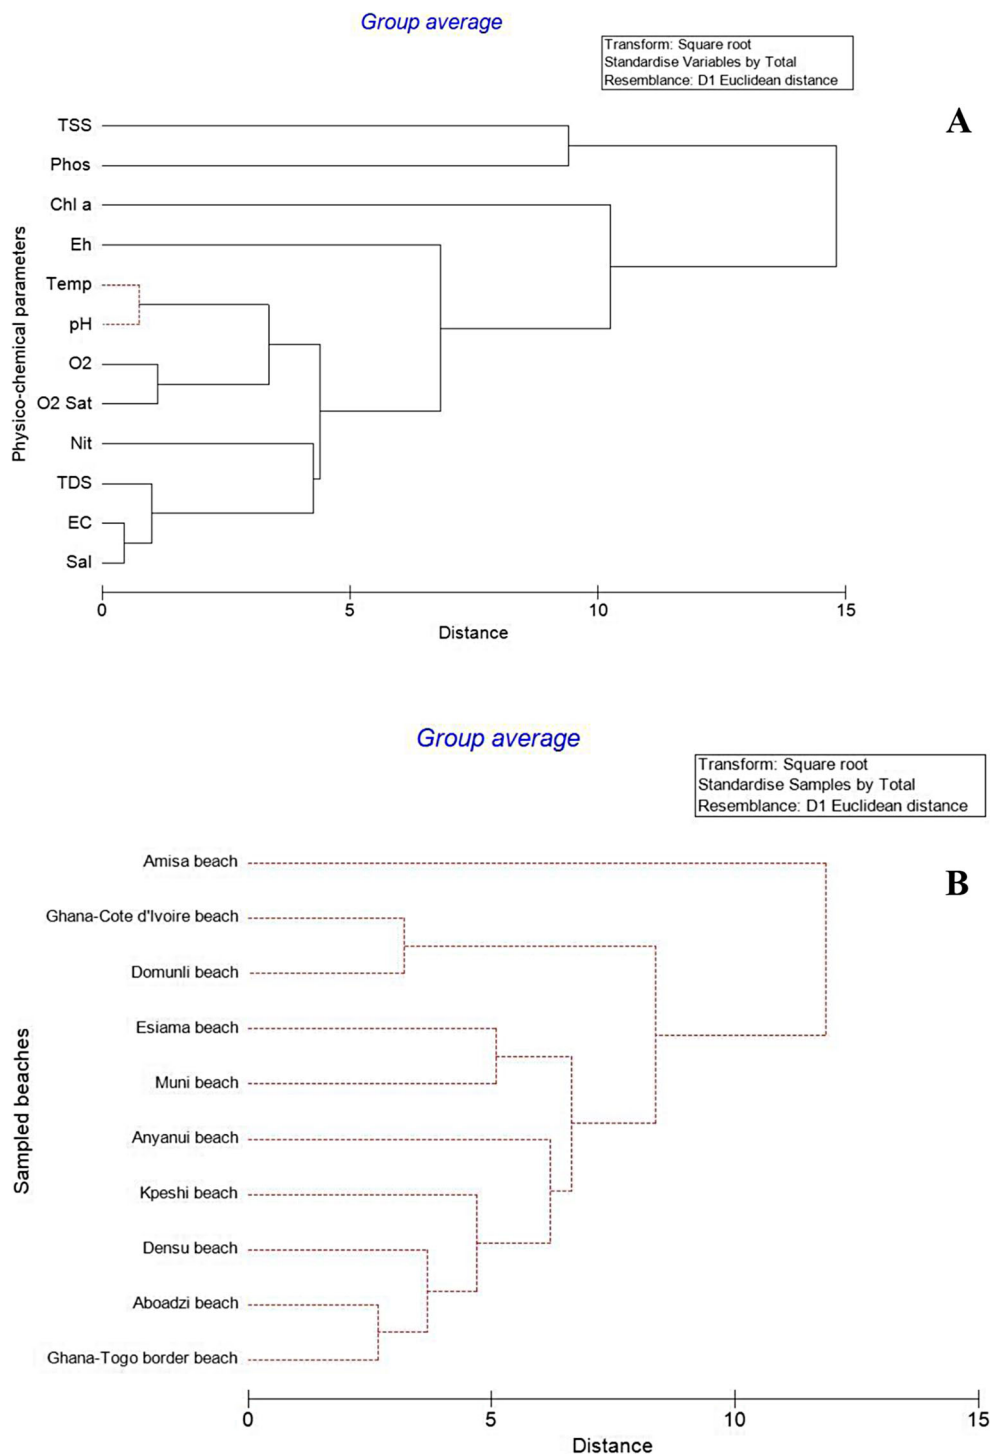 Group average
Transform: Square root
Standardise Variables by Total
Resemblance: D1 Euclidean distance
A
Physico-chemical parameters
TSS
Phos
Chl a
Eh
Temp
pH
O2
O2 Sat
Nit
TDS
EC
Sal
0 5 10 15
Distance
Group average
Transform: Square root
Standardise Samples by Total
Resemblance: D1 Euclidean distance
B
Sampled beaches
Amisa beach
Ghana-Cote d'Ivoire beach
Domunli beach
Esiama beach
Muni beach
Anyanui beach
Kpeshi beach
Densu beach
Aboadzi beach
Ghana-Togo border beach
0 5 10 15
Distance